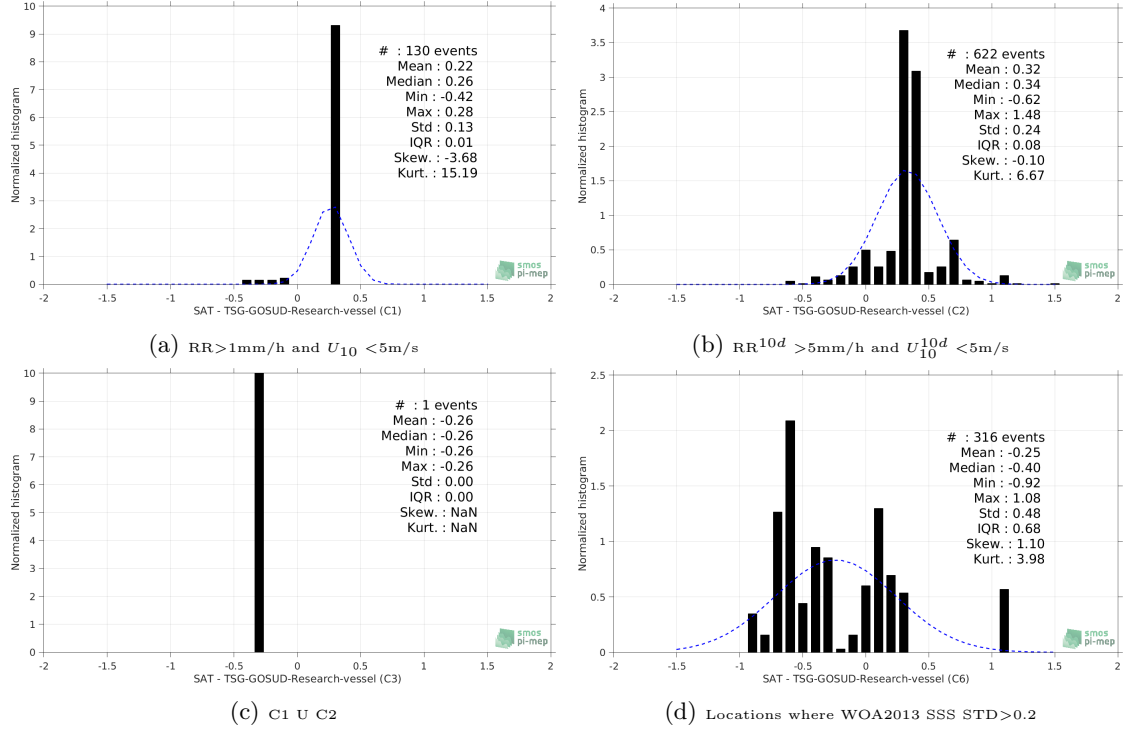 10
9
8
7
6
5
4
3
2
1
0
Normalized histogram
# : 130 events
Mean : 0.22
Median : 0.26
Min : -0.42
Max : 0.28
Std : 0.13
IQR : 0.01
Skew. : -3.68
Kurt. : 15.19
smos
pi-mep
-2 -1.5 -1 -0.5 0 0.5 1 1.5 2
SAT - TSG-GOSUD-Research-vessel (C1)
(a) RR>1mm/h and U10 <5m/s
4
3.5
3
2.5
2
1.5
1
0.5
0
Normalized histogram
# : 622 events
Mean : 0.32
Median : 0.34
Min : -0.62
Max : 1.48
Std : 0.24
IQR : 0.08
Skew. : -0.10
Kurt. : 6.67
smos
pi-mep
-2 -1.5 -1 -0.5 0 0.5 1 1.5 2
SAT - TSG-GOSUD-Research-vessel (C2)
(b) RR10d >5mm/h and U10d10 <5m/s
10
9
8
7
6
5
4
3
2
1
0
Normalized histogram
# : 1 events
Mean : -0.26
Median : -0.26
Min : -0.26
Max : -0.26
Std : 0.00
IQR : 0.00
Skew. : NaN
Kurt. : NaN
smos
pi-mep
-2 -1.5 -1 -0.5 0 0.5 1 1.5 2
SAT - TSG-GOSUD-Research-vessel (C3)
(c) C1 U C2
2.5
2
1.5
1
0.5
0
Normalized histogram
# : 316 events
Mean : -0.25
Median : -0.40
Min : -0.92
Max : 1.08
Std : 0.48
IQR : 0.68
Skew. : 1.10
Kurt. : 3.98
smos
pi-mep
-2 -1.5 -1 -0.5 0 0.5 1 1.5 2
SAT - TSG-GOSUD-Research-vessel (C6)
(d) Locations where WOA2013 SSS STD>0.2